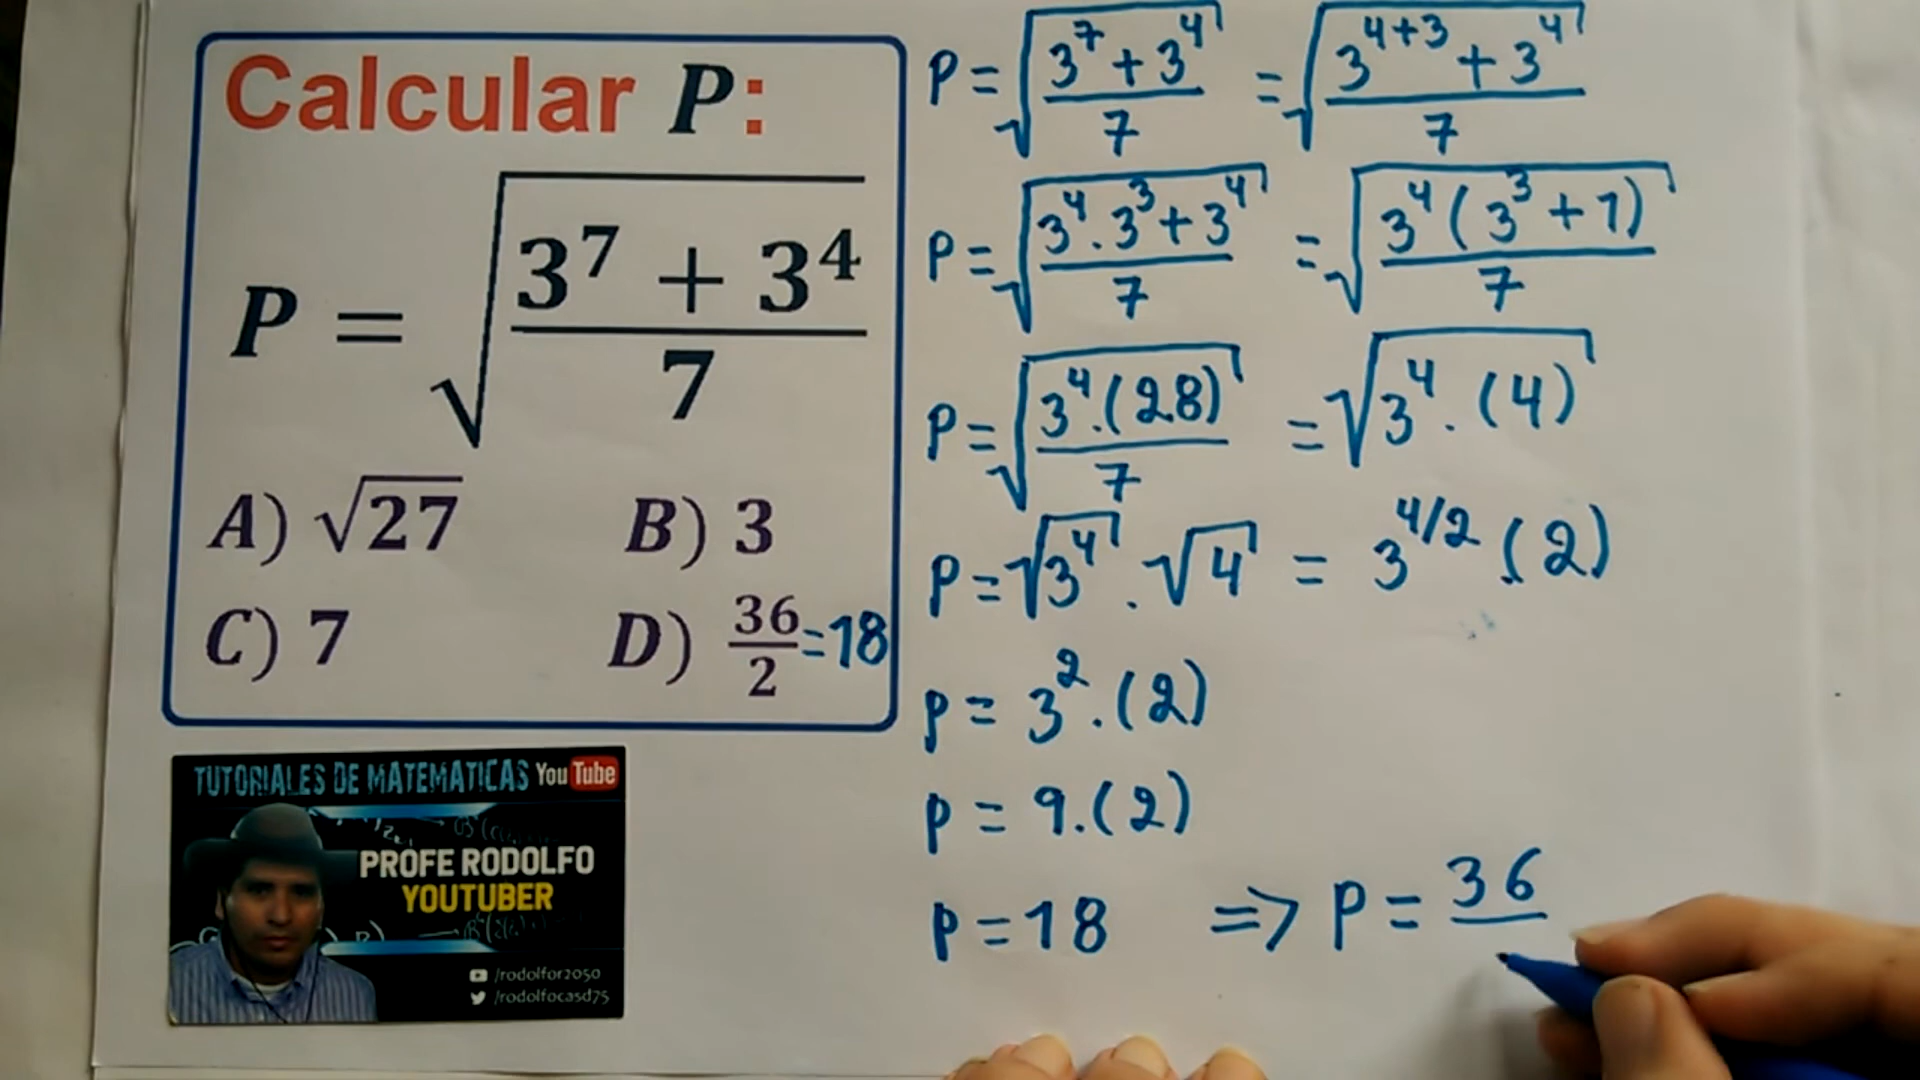 Calcular P:
P = √((3⁷ + 3⁴)/7)
A) √27 B) 3
C) 7 D) 36/2 =18
P = √((3⁷+3⁴)/7) = √((3⁴⁺³+3⁴)/7)
P = √((3⁴.3³+3⁴)/7) = √((3⁴(3³+1))/7)
P = √((3⁴.(28))/7) = √(3⁴.(4))
P = √(3⁴) . √4 = 3^(4/2).(2)
P = 3².(2)
P = 9.(2)
P = 18 => P = 36/
TUTORIALES DE MATEMATICAS YouTube
PROFE RODOLFO
YOUTUBER
/rodolfor2050
/rodolfocasd75